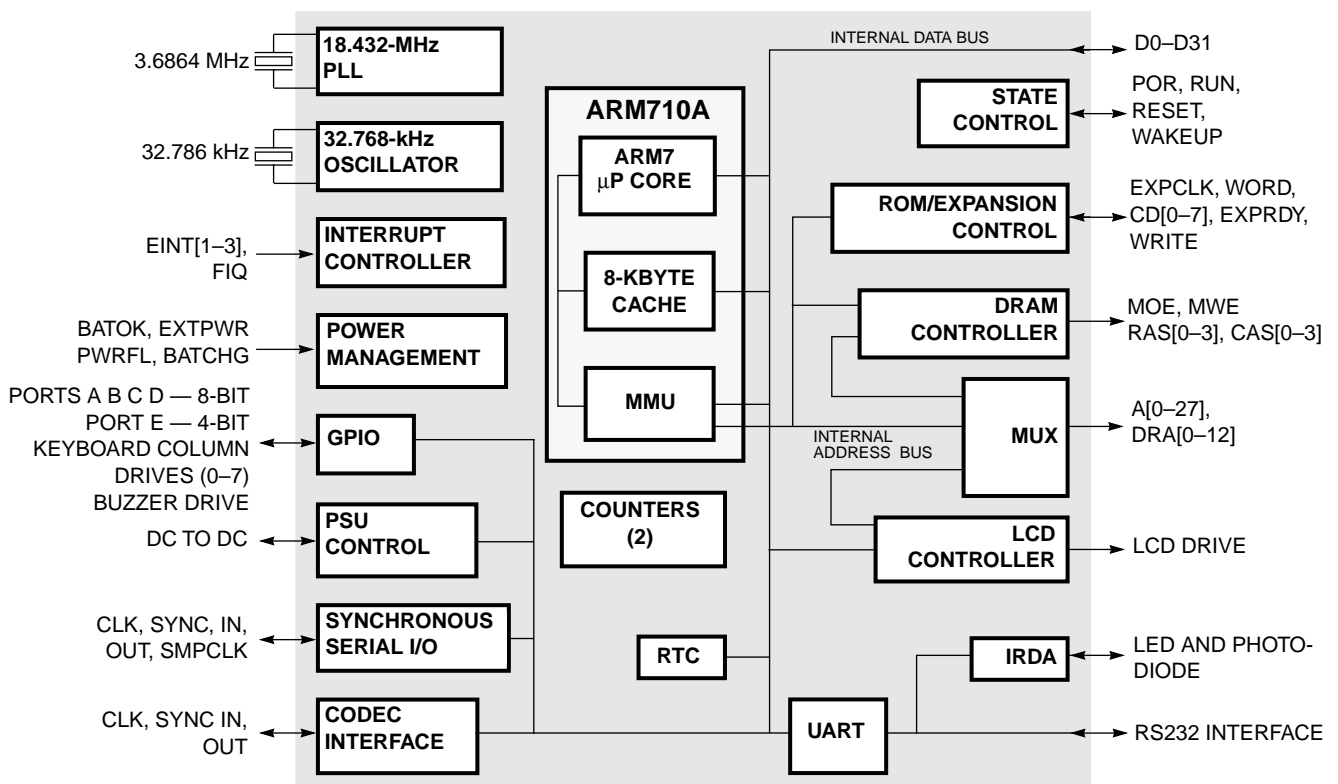 3.6864 MHz
18.432-MHz
PLL
32.786 kHz
32.768-kHz
OSCILLATOR
EINT[1–3],
FIQ
INTERRUPT
CONTROLLER
BATOK, EXTPWR
PWRFL, BATCHG
POWER
MANAGEMENT
PORTS A B C D — 8-BIT
PORT E — 4-BIT
KEYBOARD COLUMN
DRIVES (0–7)
BUZZER DRIVE
GPIO
DC TO DC
PSU
CONTROL
CLK, SYNC, IN,
OUT, SMPCLK
SYNCHRONOUS
SERIAL I/O
CLK, SYNC IN,
OUT
CODEC
INTERFACE
ARM710A
ARM7
µP CORE
8-KBYTE
CACHE
MMU
COUNTERS
(2)
RTC
UART
INTERNAL DATA BUS
D0–D31
STATE
CONTROL
POR, RUN,
RESET,
WAKEUP
ROM/EXPANSION
CONTROL
EXPCLK, WORD,
CD[0–7], EXPRDY,
WRITE
DRAM
CONTROLLER
MOE, MWE
RAS[0–3], CAS[0–3]
INTERNAL
ADDRESS BUS
MUX
A[0–27],
DRA[0–12]
LCD
CONTROLLER
LCD DRIVE
IRDA
LED AND PHOTO-
DIODE
RS232 INTERFACE